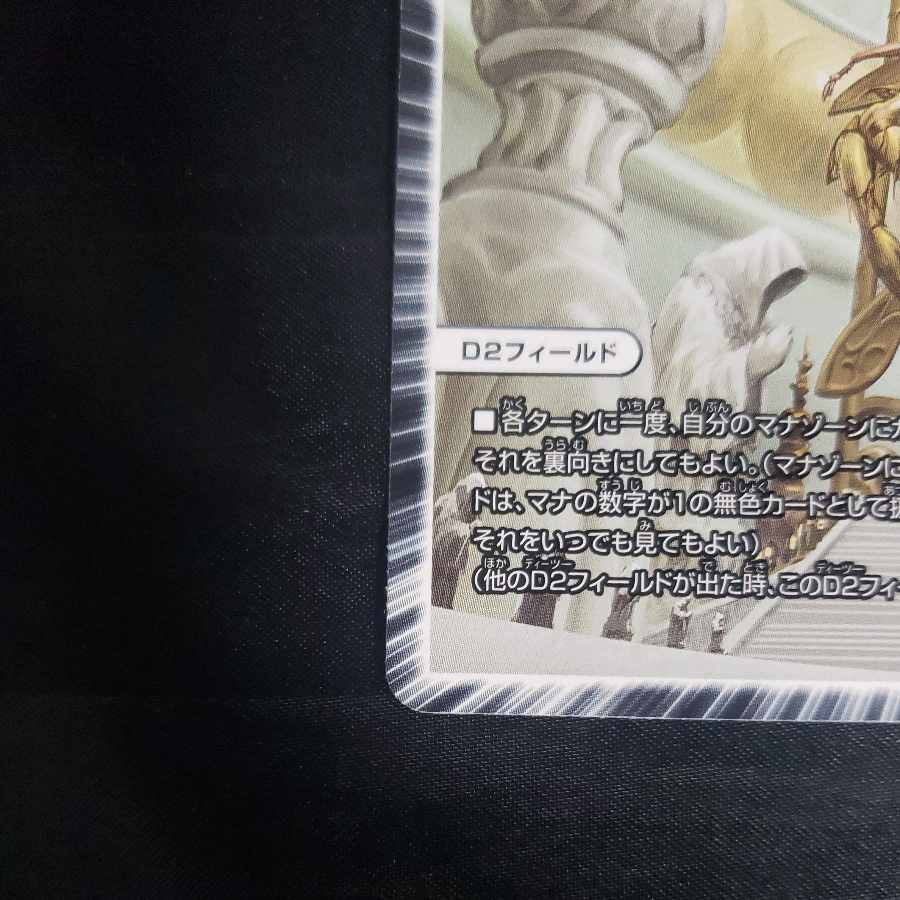 D2フィールド
■各ターンに一度、自分のマナゾーンにカ
それを裏向きにしてもよい。(マナゾーンに
ドは、マナの数字が1の無色カードとして扱
それをいつでも見てもよい)
(他のD2フィールドが出た時、このD2フィー